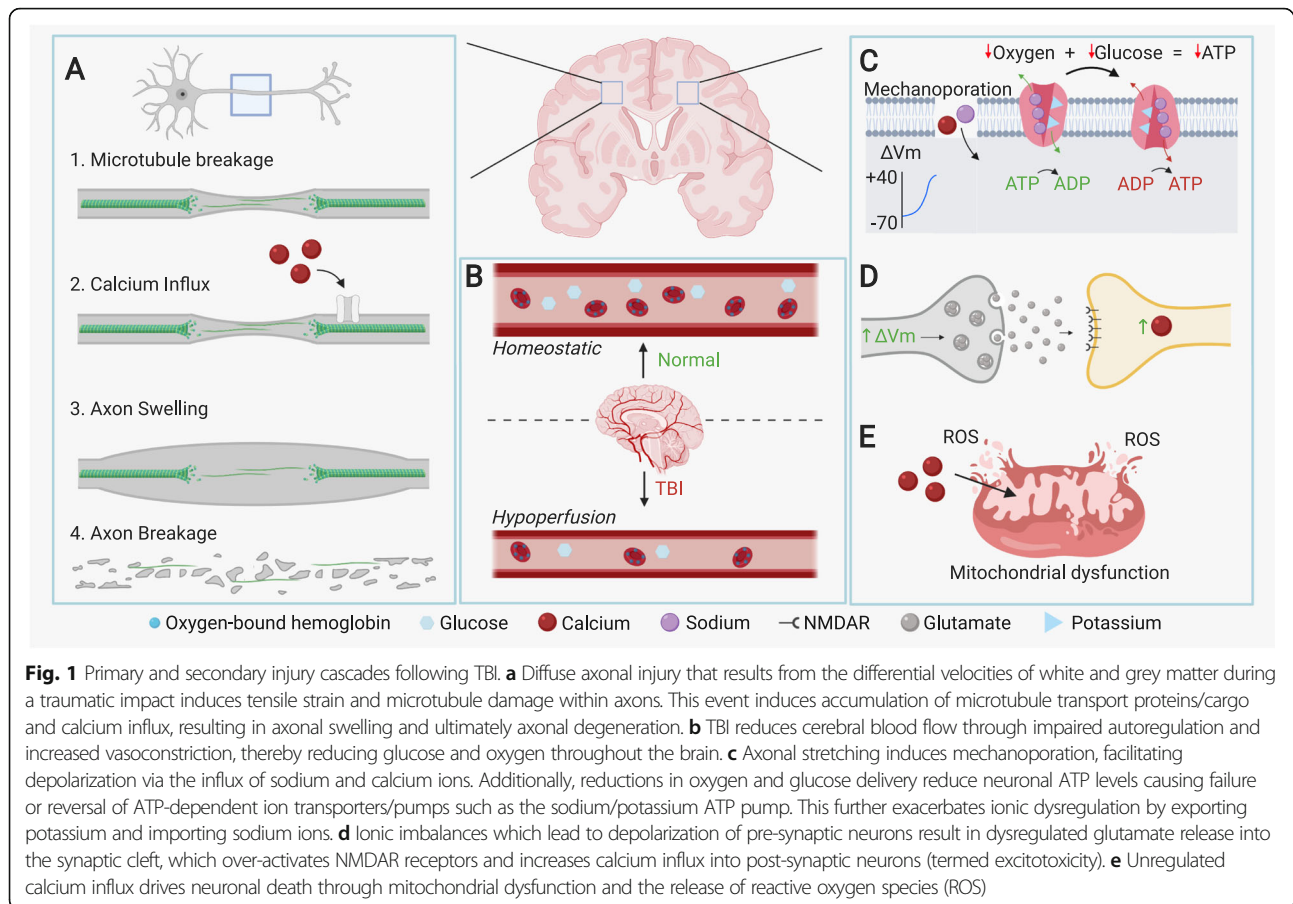 A
1. Microtubule breakage
2. Calcium Influx
3. Axon Swelling
4. Axon Breakage
B
Homeostatic
Normal
TBI
Hypoperfusion
C
↓Oxygen + ↓Glucose = ↓ATP
Mechanoporation
ΔVm
+40
-70
ATP ADP
ADP ATP
D
↑ΔVm
↑
E
ROS
ROS
Mitochondrial dysfunction
Oxygen-bound hemoglobin Glucose Calcium Sodium NMDAR Glutamate Potassium
Fig. 1 Primary and secondary injury cascades following TBI. a Diffuse axonal injury that results from the differential velocities of white and grey matter during
a traumatic impact induces tensile strain and microtubule damage within axons. This event induces accumulation of microtubule transport proteins/cargo
and calcium influx, resulting in axonal swelling and ultimately axonal degeneration. b TBI reduces cerebral blood flow through impaired autoregulation and
increased vasoconstriction, thereby reducing glucose and oxygen throughout the brain. c Axonal stretching induces mechanoporation, facilitating
depolarization via the influx of sodium and calcium ions. Additionally, reductions in oxygen and glucose delivery reduce neuronal ATP levels causing failure
or reversal of ATP-dependent ion transporters/pumps such as the sodium/potassium ATP pump. This further exacerbates ionic dysregulation by exporting
potassium and importing sodium ions. d Ionic imbalances which lead to depolarization of pre-synaptic neurons result in dysregulated glutamate release into
the synaptic cleft, which over-activates NMDAR receptors and increases calcium influx into post-synaptic neurons (termed excitotoxicity). e Unregulated
calcium influx drives neuronal death through mitochondrial dysfunction and the release of reactive oxygen species (ROS)